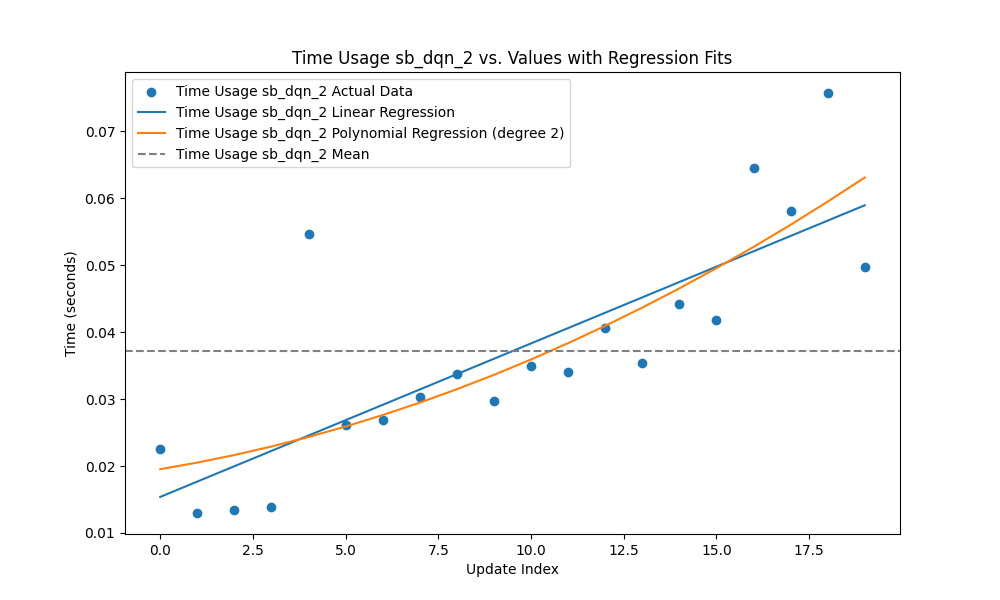 Time Usage sb_dqn_2 vs. Values with Regression Fits
Time Usage sb_dqn_2 Actual Data
Time Usage sb_dqn_2 Linear Regression
Time Usage sb_dqn_2 Polynomial Regression (degree 2)
Time Usage sb_dqn_2 Mean
Time (seconds)
0.07
0.06
0.05
0.04
0.03
0.02
0.01
0.0 2.5 5.0 7.5 10.0 12.5 15.0 17.5
Update Index